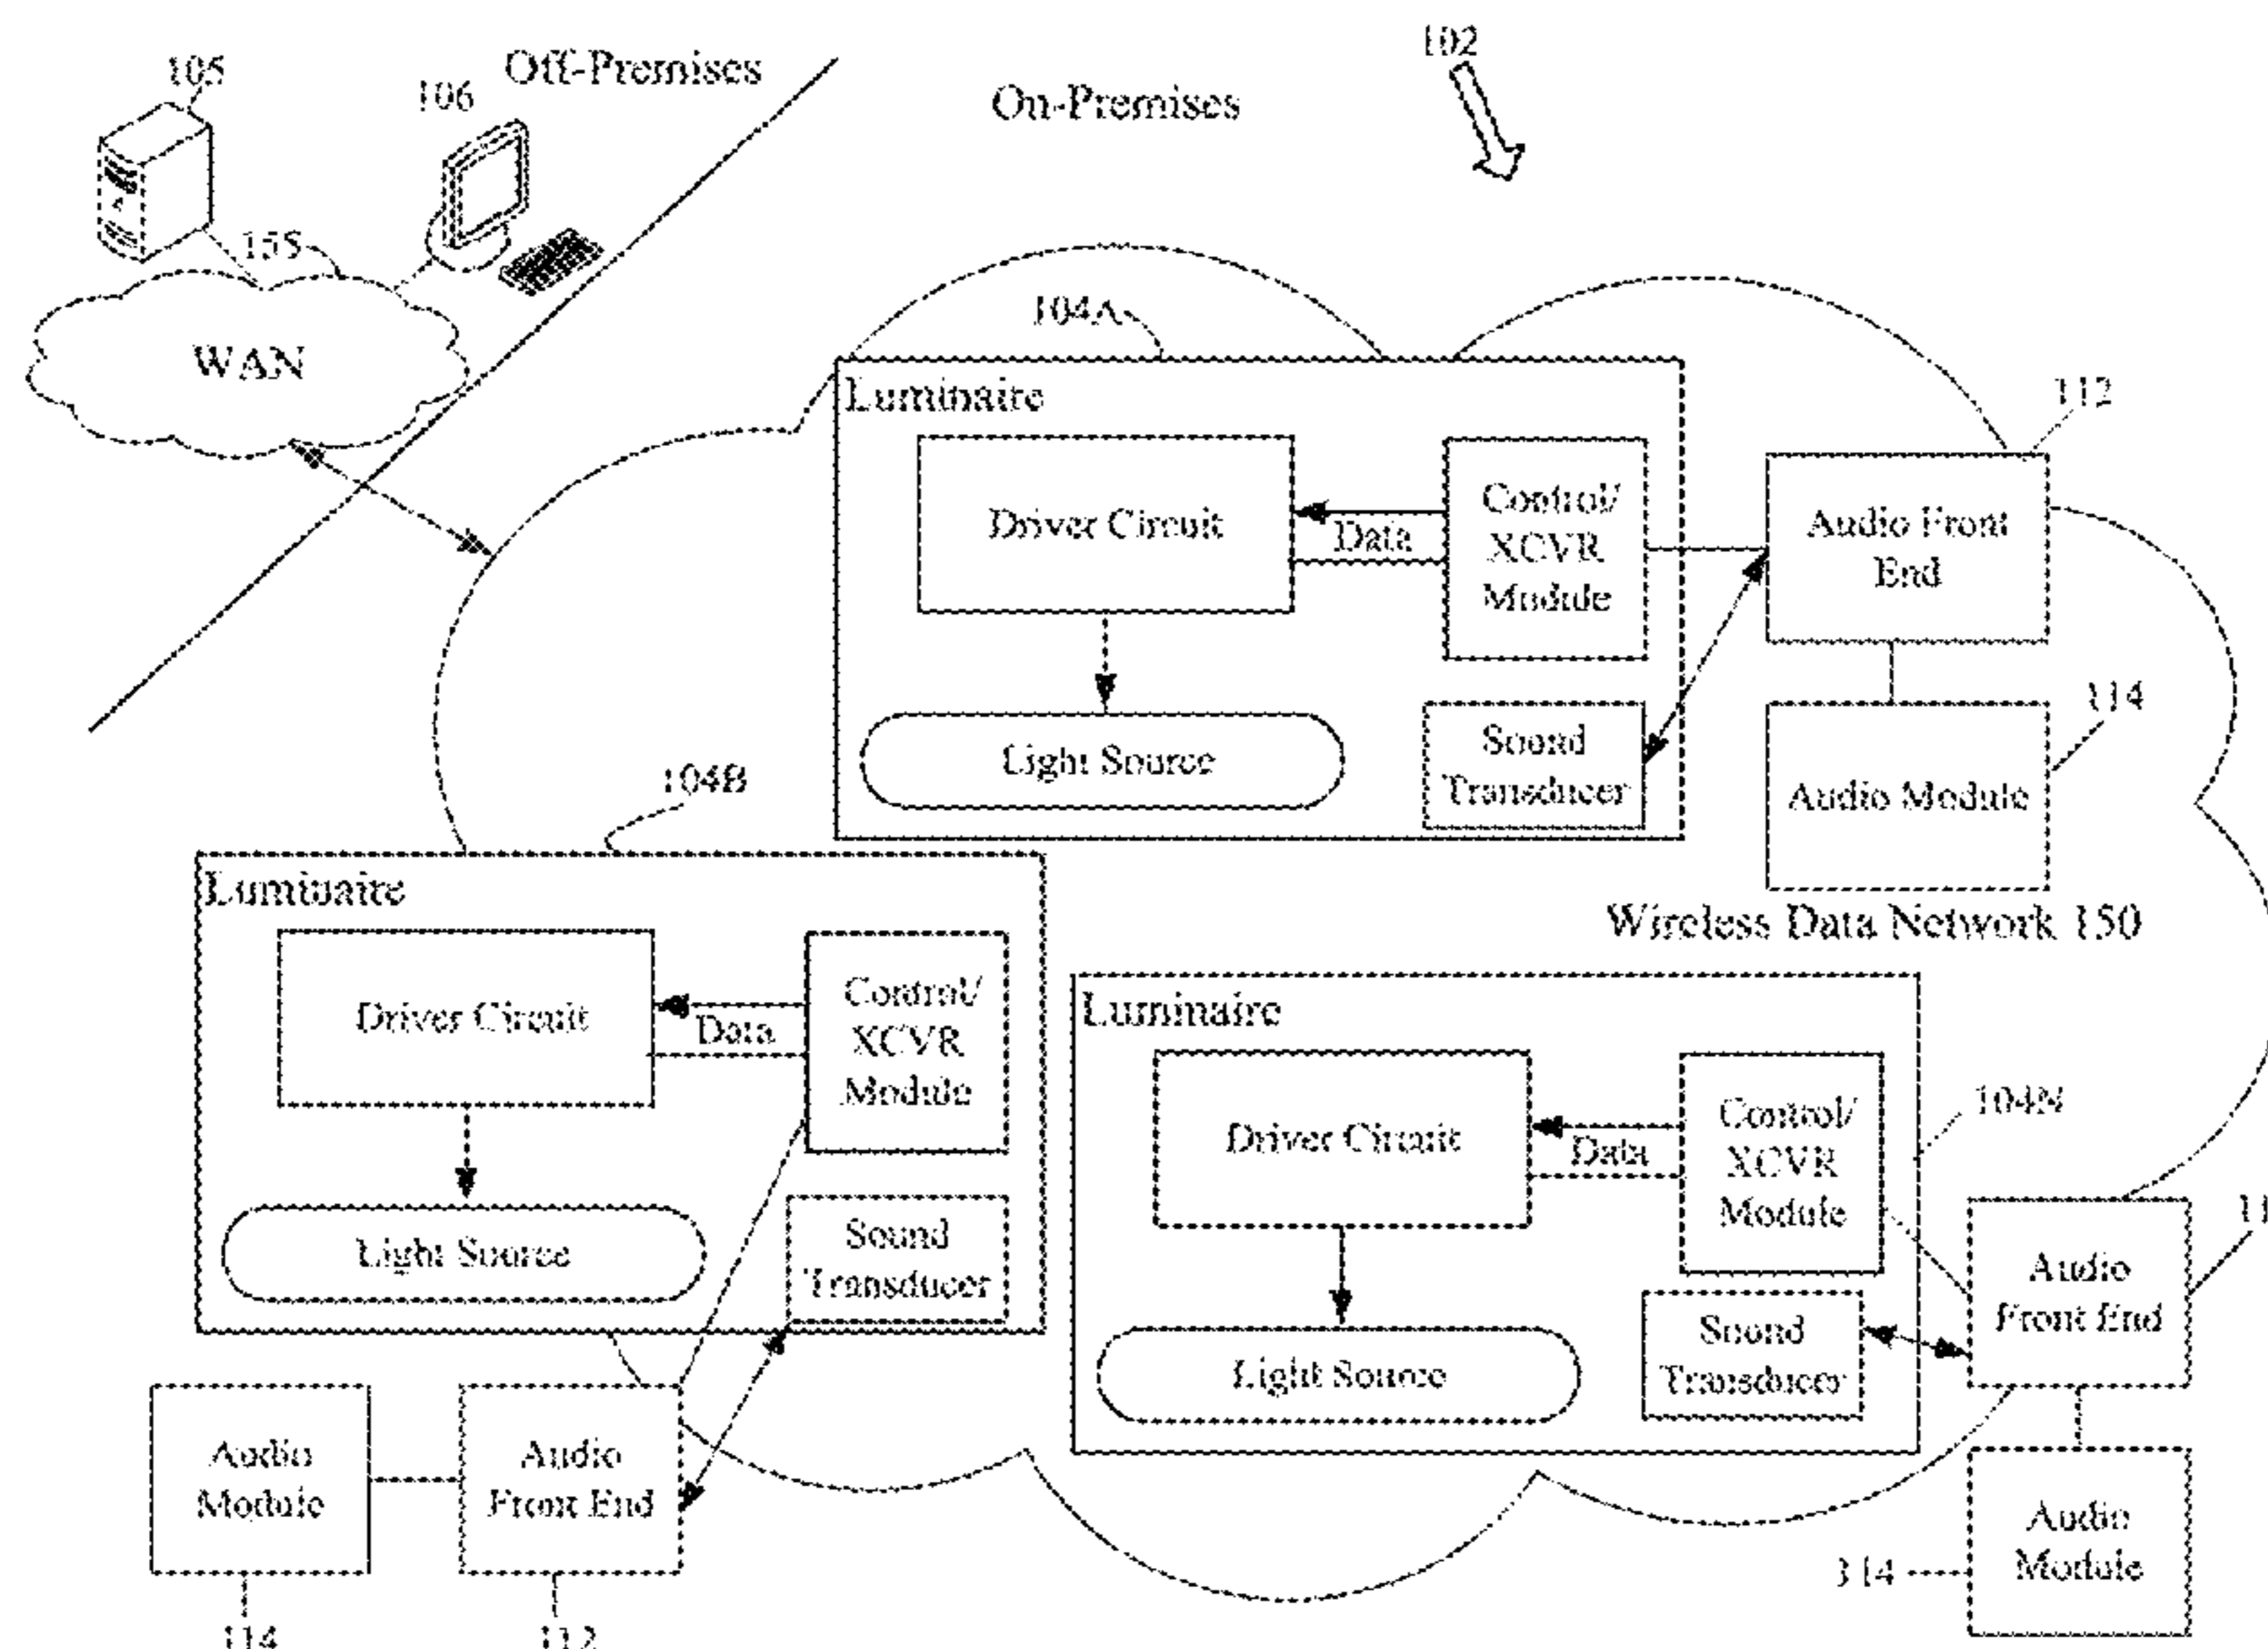 105
106
Off-Premises
On-Premises
102
155
WAN
104A
Luminaire
Driver Circuit
Data
Control/
XCVR
Module
Light Source
Sound
Transducer
112
Audio Front
End
114
Audio Module
Wireless Data Network 150
104B
Luminaire
Driver Circuit
Data
Control/
XCVR
Module
Light Source
Sound
Transducer
Audio
Module
Audio
Front End
114
112
Luminaire
Driver Circuit
Data
Control/
XCVR
Module
104N
Light Source
Sound
Transducer
Audio
Front End
Audio
Module
114